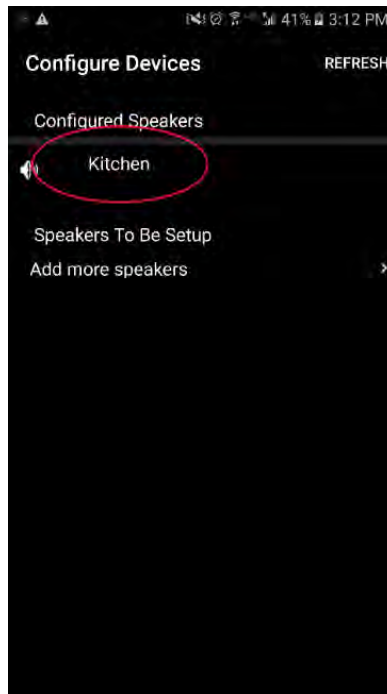 41% 3:12 PM
Configure Devices REFRESH
Configured Speakers
Kitchen
Speakers To Be Setup
Add more speakers